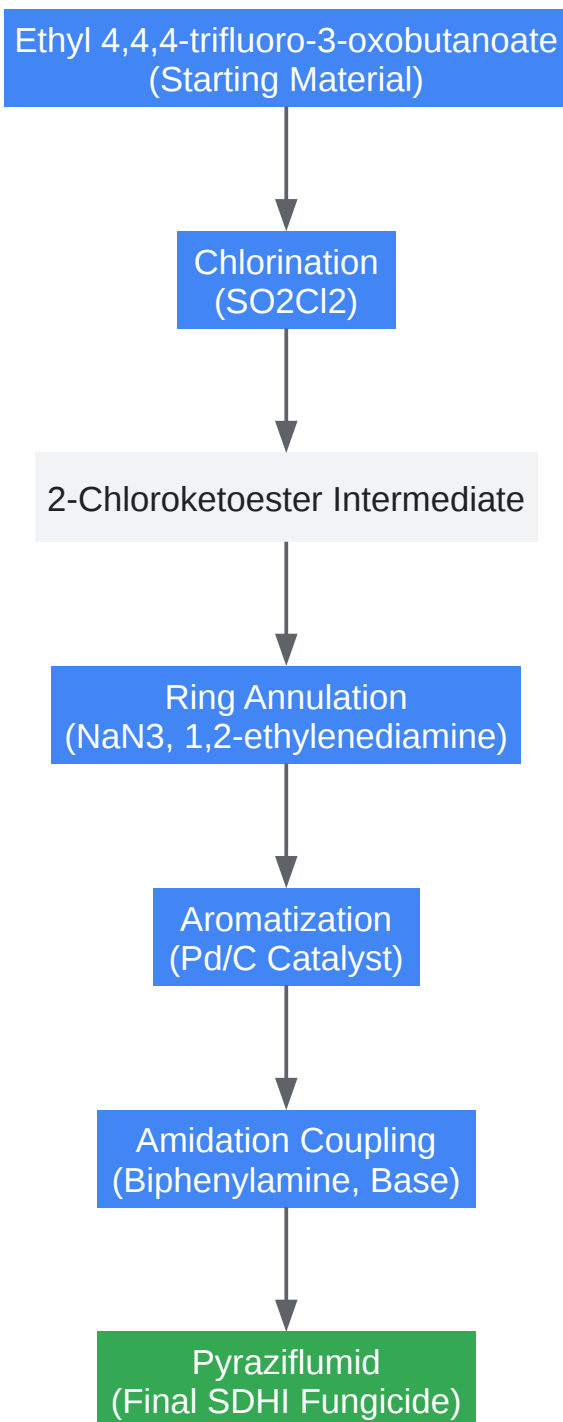 Ethyl 4,4,4-trifluoro-3-oxobutanoate
(Starting Material)
Chlorination
(SO2Cl2)
2-Chloroketoester Intermediate
Ring Annulation
(NaN3, 1,2-ethylenediamine)
Aromatization
(Pd/C Catalyst)
Amidation Coupling
(Biphenylamine, Base)
Pyraziflumid
(Final SDHI Fungicide)